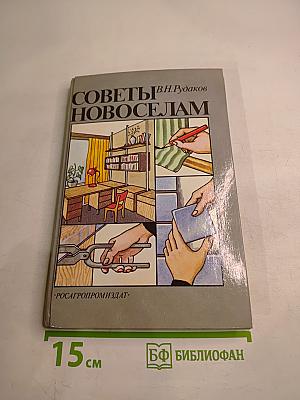 В.Н.Рудаков
СОВЕТЫ
НОВОСЕЛАМ
·РОСАГРОПРОМИЗДАТ·
15 см
БФ БИБЛИОФАН